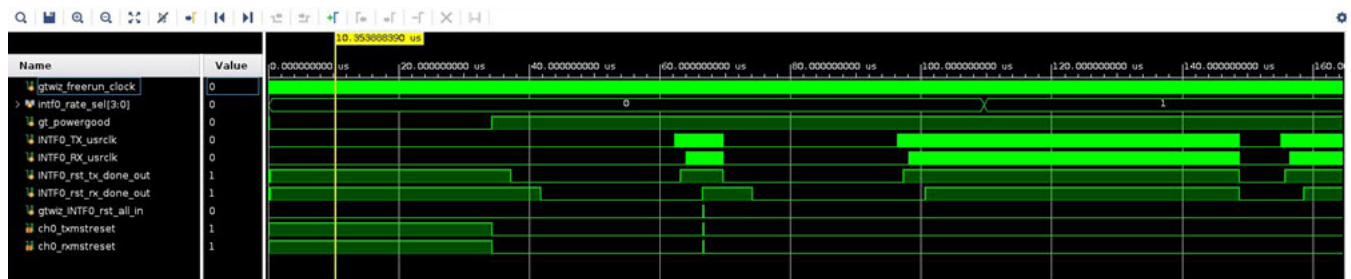 10.353888390 us
Name Value
0.000000000 us 20.000000000 us 40.000000000 us 60.000000000 us 80.000000000 us 100.000000000 us 120.000000000 us 140.000000000 us 160.0
gtwiz_freerun_clock 0
intf0_rate_sel[3:0] 0 0 1
gt_powergood 0
INTF0_TX_usrclk 0
INTF0_RX_usrclk 0
INTF0_rst_tx_done_out 1
INTF0_rst_rx_done_out 1
gtwiz_INTF0_rst_all_in 0
ch0_txmstreset 1
ch0_rxmstreset 1